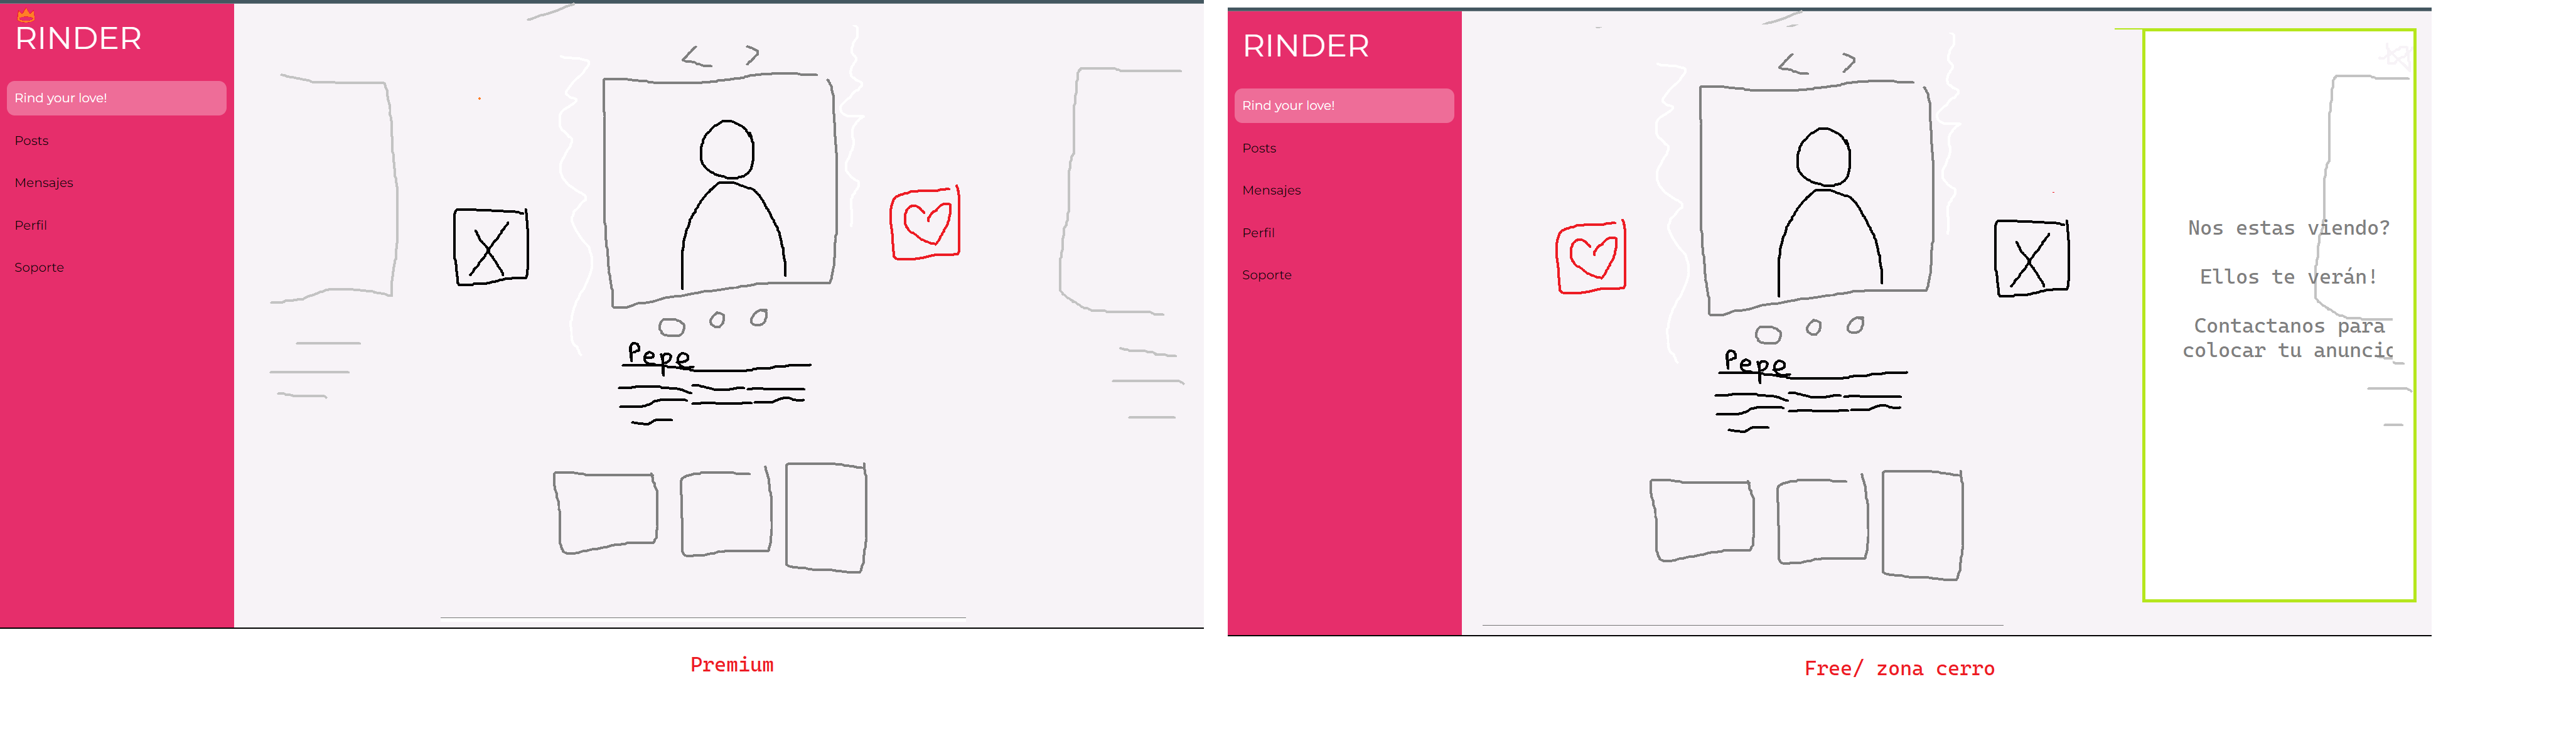 RINDER
Rind your love!
Posts
Mensajes
Perfil
Soporte
Pepe
Premium
RINDER
Rind your love!
Posts
Mensajes
Perfil
Soporte
Pepe
Nos estas viendo?
Ellos te verán!
Contactanos para
colocar tu anuncio
Free/ zona cerro